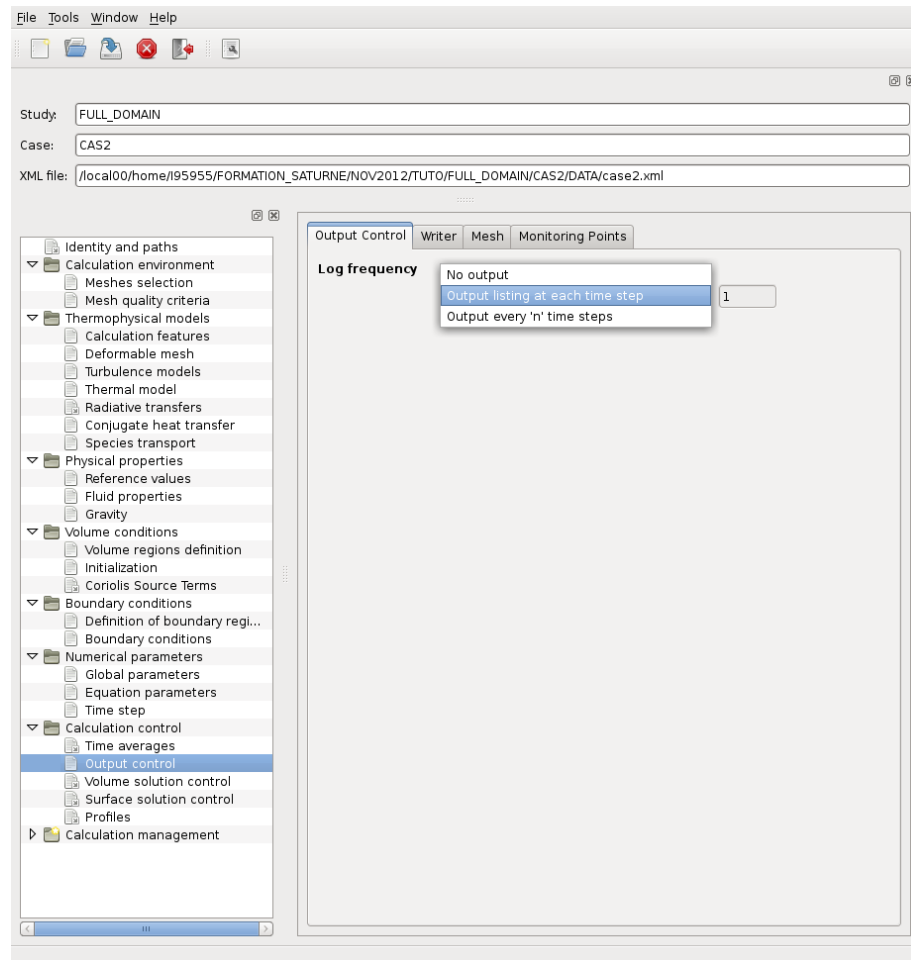 File Tools Window Help
Study: FULL_DOMAIN
Case: CAS2
XML file: /local00/home/I95955/FORMATION_SATURNE/NOV2012/TUTO/FULL_DOMAIN/CAS2/DATA/case2.xml
Identity and paths
Calculation environment
Meshes selection
Mesh quality criteria
Thermophysical models
Calculation features
Deformable mesh
Turbulence models
Thermal model
Radiative transfers
Conjugate heat transfer
Species transport
Physical properties
Reference values
Fluid properties
Gravity
Volume conditions
Volume regions definition
Initialization
Coriolis Source Terms
Boundary conditions
Definition of boundary regi...
Boundary conditions
Numerical parameters
Global parameters
Equation parameters
Time step
Calculation control
Time averages
Output control
Volume solution control
Surface solution control
Profiles
Calculation management
Output Control Writer Mesh Monitoring Points
Log frequency
No output
Output listing at each time step 1
Output every 'n' time steps